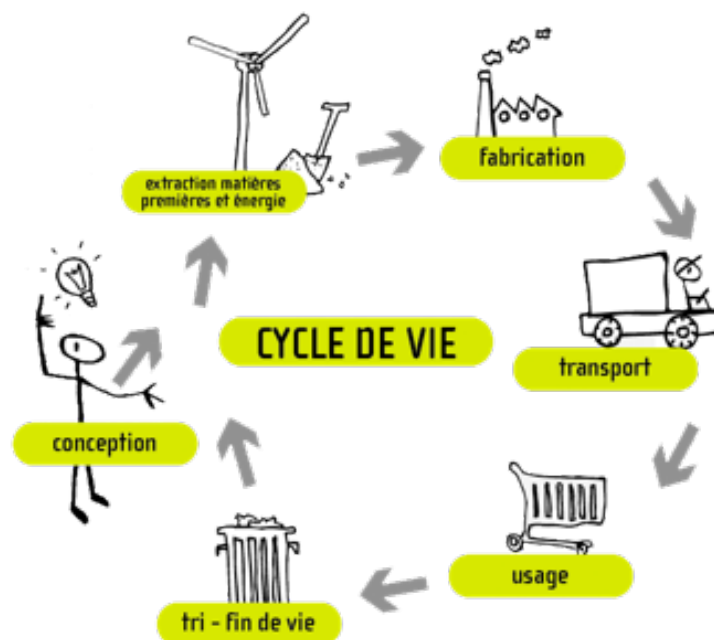 extraction matières
premières et énergie
fabrication
CYCLE DE VIE
transport
conception
usage
tri - fin de vie